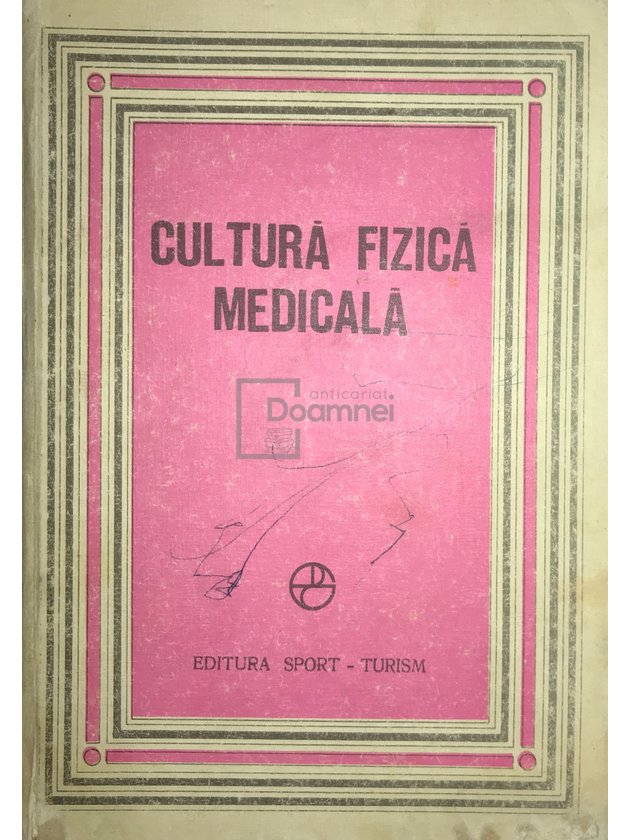 CULTURĂ FIZICĂ
MEDICALĂ
anticariat
Doamnei
EDITURA SPORT - TURISM